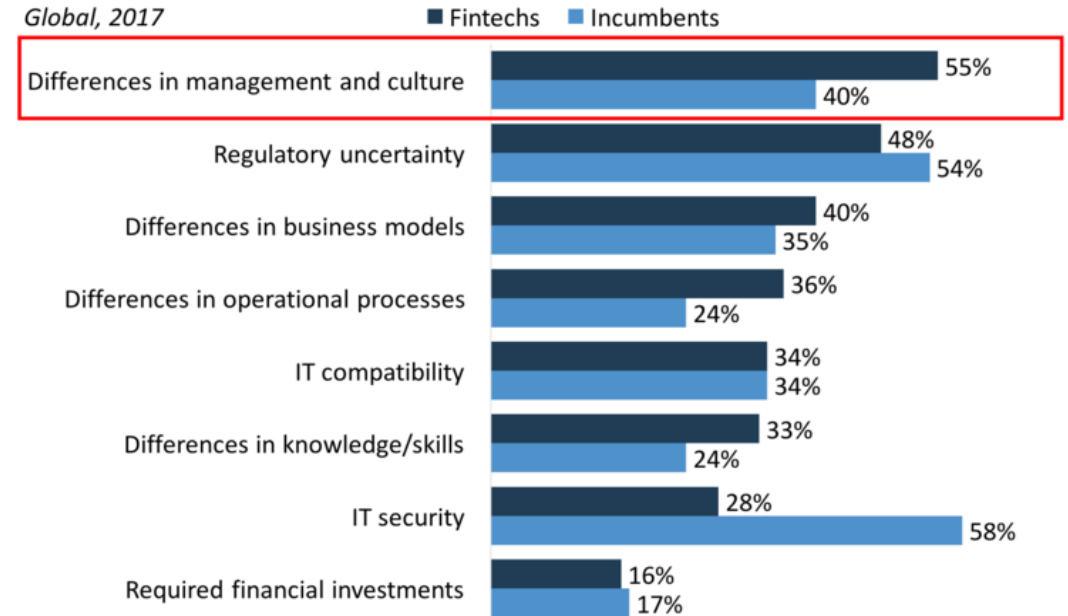 Global, 2017
Fintechs Incumbents
Differences in management and culture 55%
40%
Regulatory uncertainty 48%
54%
Differences in business models 40%
35%
Differences in operational processes 36%
24%
IT compatibility 34%
34%
Differences in knowledge/skills 33%
24%
IT security 28%
58%
Required financial investments 16%
17%